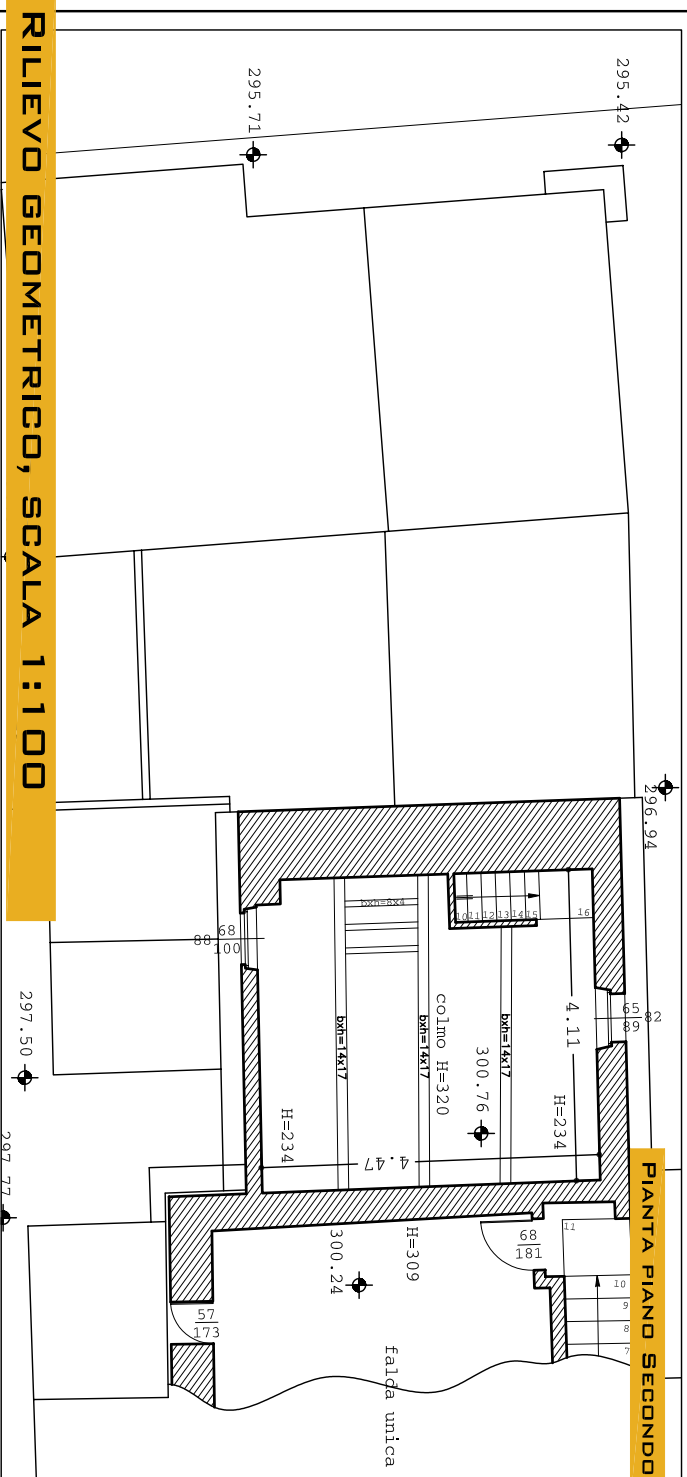 RILIEVO GEOMETRICO, SCALA 1:100
PIANTA PIANO SECONDO
295.42
295.71
296.94
16
10 11 12 13 14 15
bxh=8x4
65
89
82
68
100
88
4.11
bxh=14x17
bxh=14x17
bxh=14x17
colmo H=320
300.76
H=234
H=234
4.47
297.50
297.77
11
10
9
8
7
68
181
H=309
300.24
57
173
falda unica